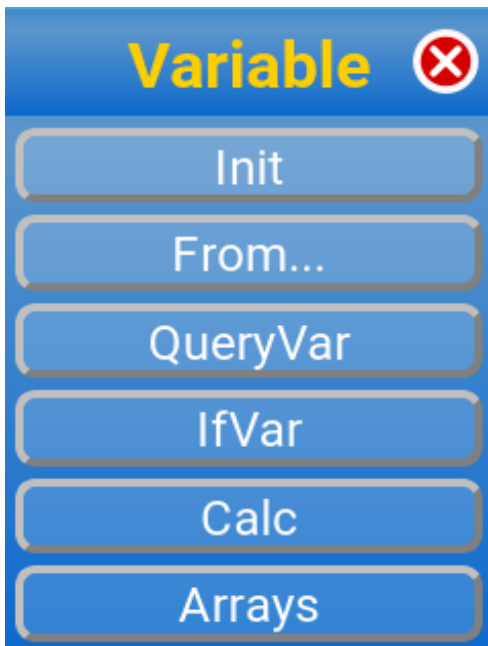 Variable
Init
From...
QueryVar
IfVar
Calc
Arrays